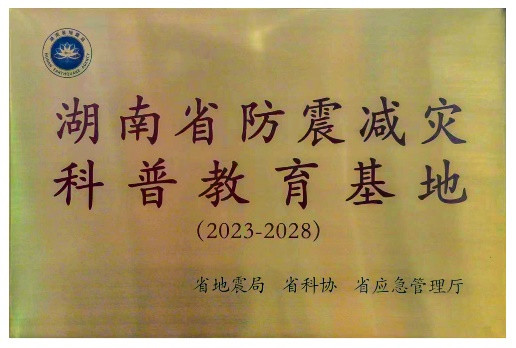 湖南省防震减灾
科普教育基地
(2023-2028)
省地震局 省科协 省应急管理厅